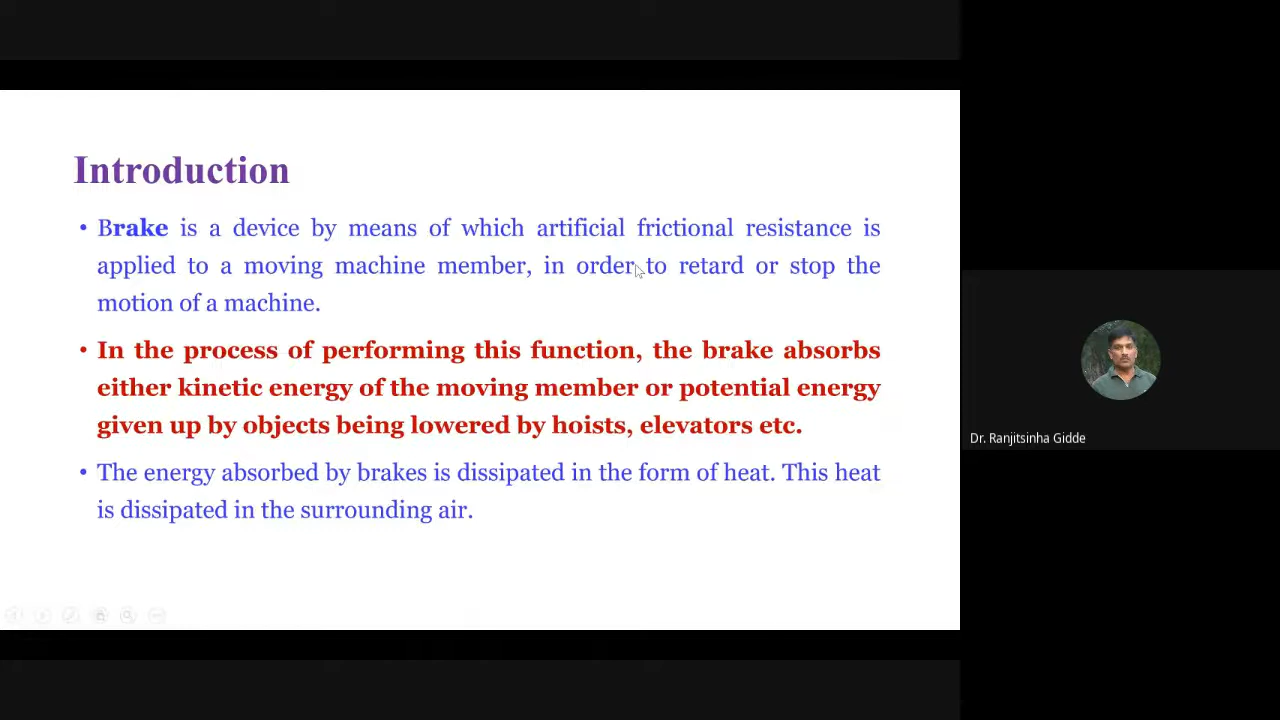 Introduction
• Brake is a device by means of which artificial frictional resistance is
applied to a moving machine member, in order to retard or stop the
motion of a machine.
• In the process of performing this function, the brake absorbs
either kinetic energy of the moving member or potential energy
given up by objects being lowered by hoists, elevators etc.
• The energy absorbed by brakes is dissipated in the form of heat. This heat
is dissipated in the surrounding air.
Dr. Ranjitsinha Gidde